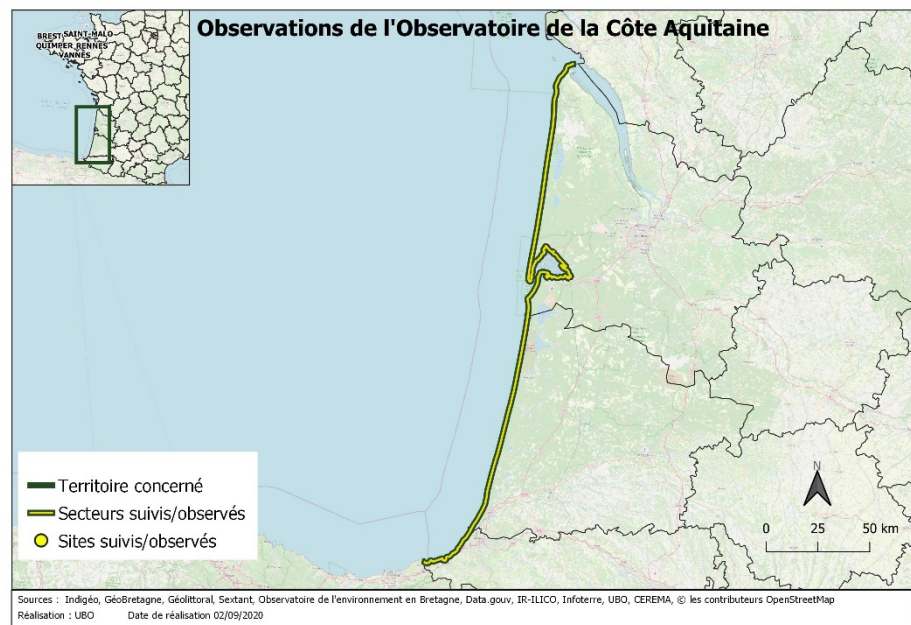 Observations de l'Observatoire de la Côte Aquitaine
BREST SAINT-MALO
QUIMPER RENNES
VANNES
Territoire concerné
Secteurs suivis/observés
Sites suivis/observés
N
0 25 50 km
Sources : Indigéo, GéoBretagne, Géolittoral, Sextant, Observatoire de l'environnement en Bretagne, Data.gouv, IR-ILICO, Infoterre, UBO, CEREMA, © les contributeurs OpenStreetMap
Réalisation : UBO Date de réalisation 02/09/2020